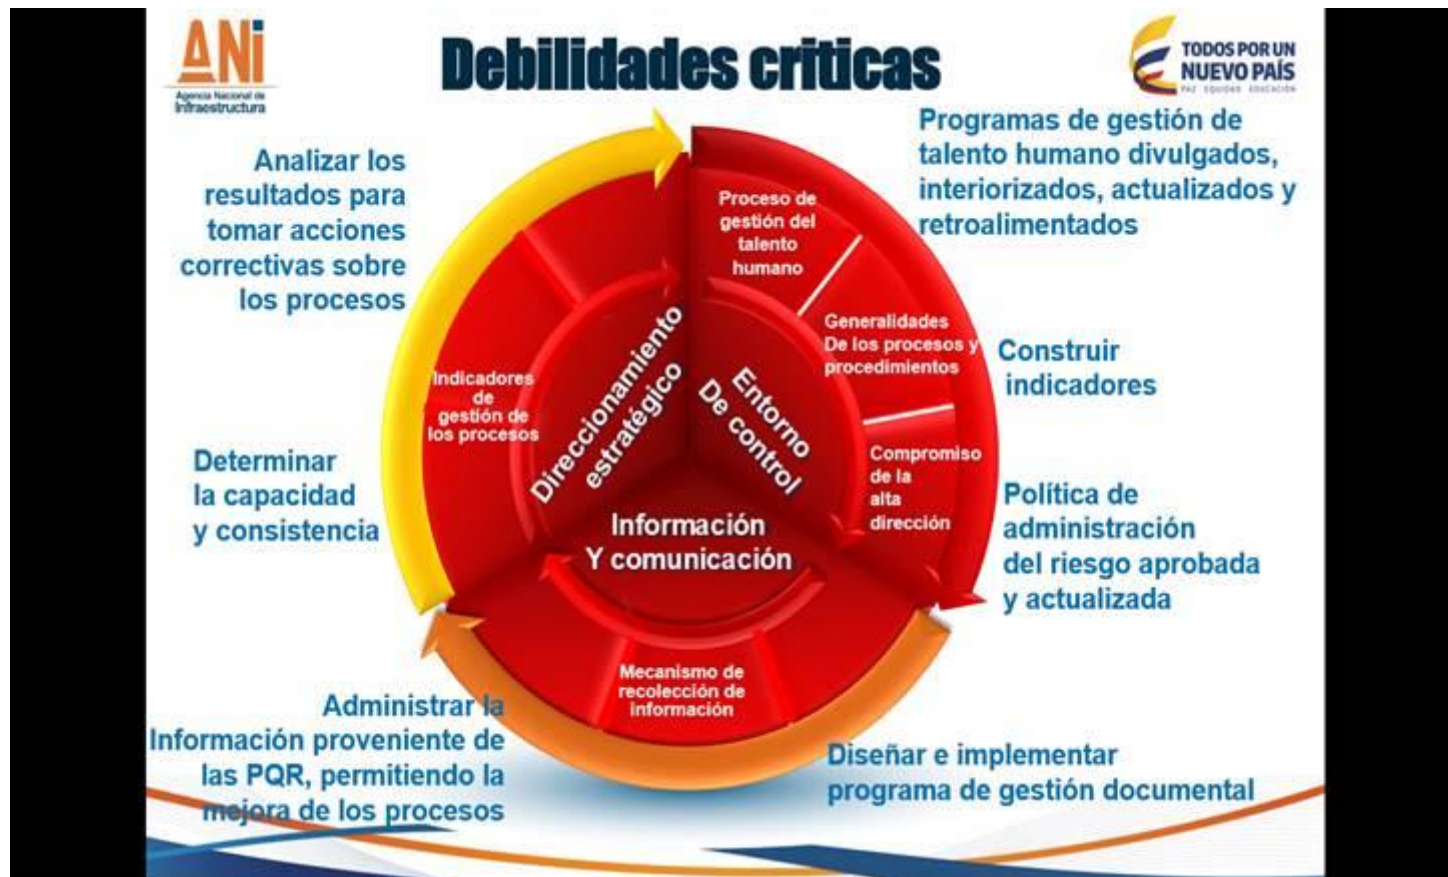 ANi
Agencia Nacional de
Infraestructura
Debilidades criticas
TODOS POR UN
NUEVO PAÍS
PAZ EQUIDAD EDUCACIÓN
Analizar los
resultados para
tomar acciones
correctivas sobre
los procesos
Programas de gestión de
talento humano divulgados,
interiorizados, actualizados y
retroalimentados
Proceso de
gestión del
talento
humano
Generalidades
De los procesos y
procedimientos
Construir
indicadores
Indicadores
de
gestión de
los procesos
Direccionamiento
estratégico
Entorno
De control
Compromiso
de la
alta
dirección
Determinar
la capacidad
y consistencia
Política de
administración
del riesgo aprobada
y actualizada
Información
Y comunicación
Mecanismo de
recolección de
información
Administrar la
Información proveniente de
las PQR, permitiendo la
mejora de los procesos
Diseñar e implementar
programa de gestión documental